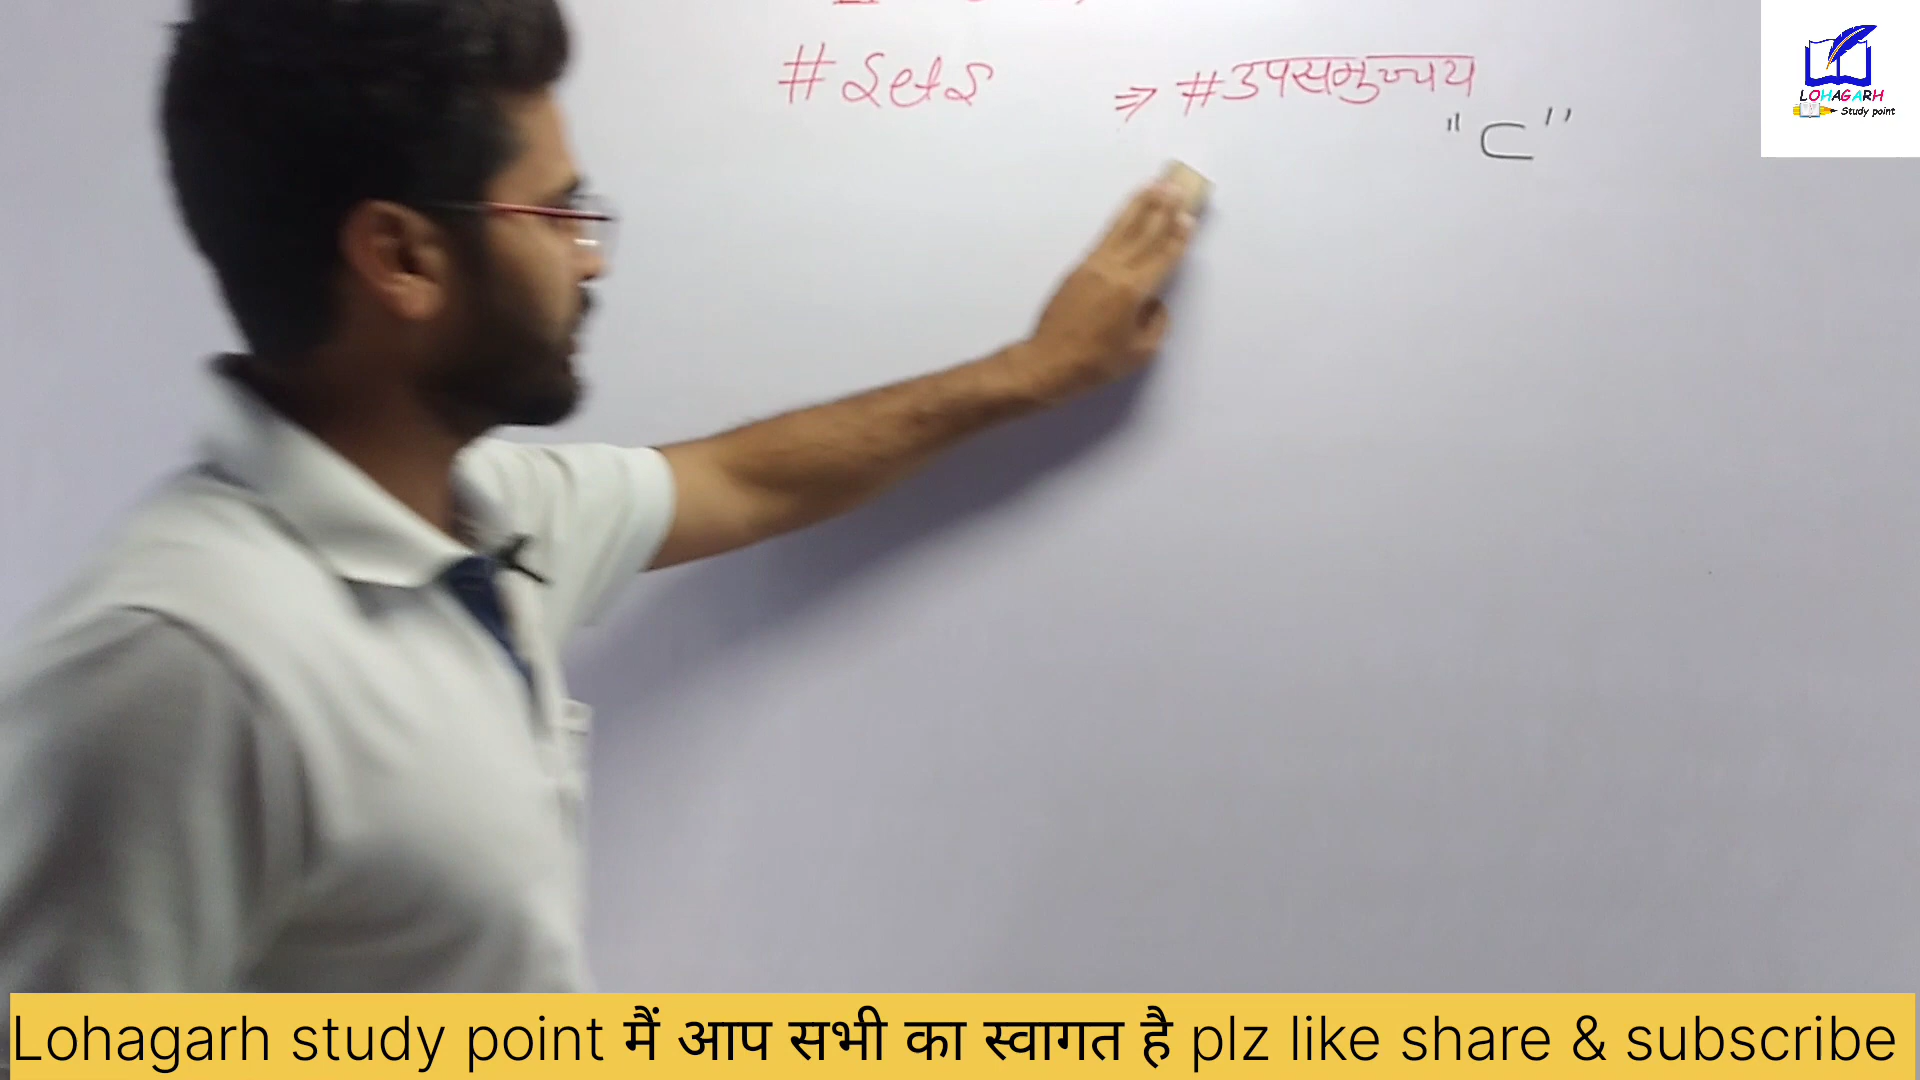 # Sets ⇒ # उपसमुच्चय
"⊂"
LOHAGARH
Study point
Lohagarh study point मैं आप सभी का स्वागत है plz like share & subscribe